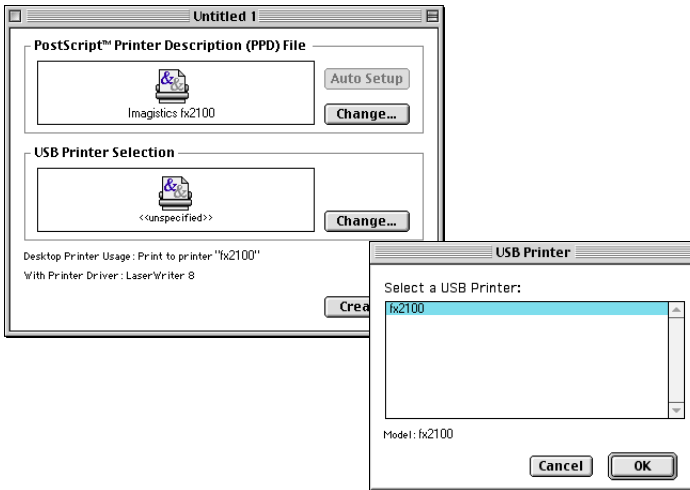 Untitled 1
PostScript™ Printer Description (PPD) File
Auto Setup
Imagistics fx2100
Change...
USB Printer Selection
<<unspecified>>
Change...
Desktop Printer Usage: Print to printer "fx2100"
With Printer Driver: LaserWriter 8
Crea
USB Printer
Select a USB Printer:
fx2100
Model: fx2100
Cancel
OK